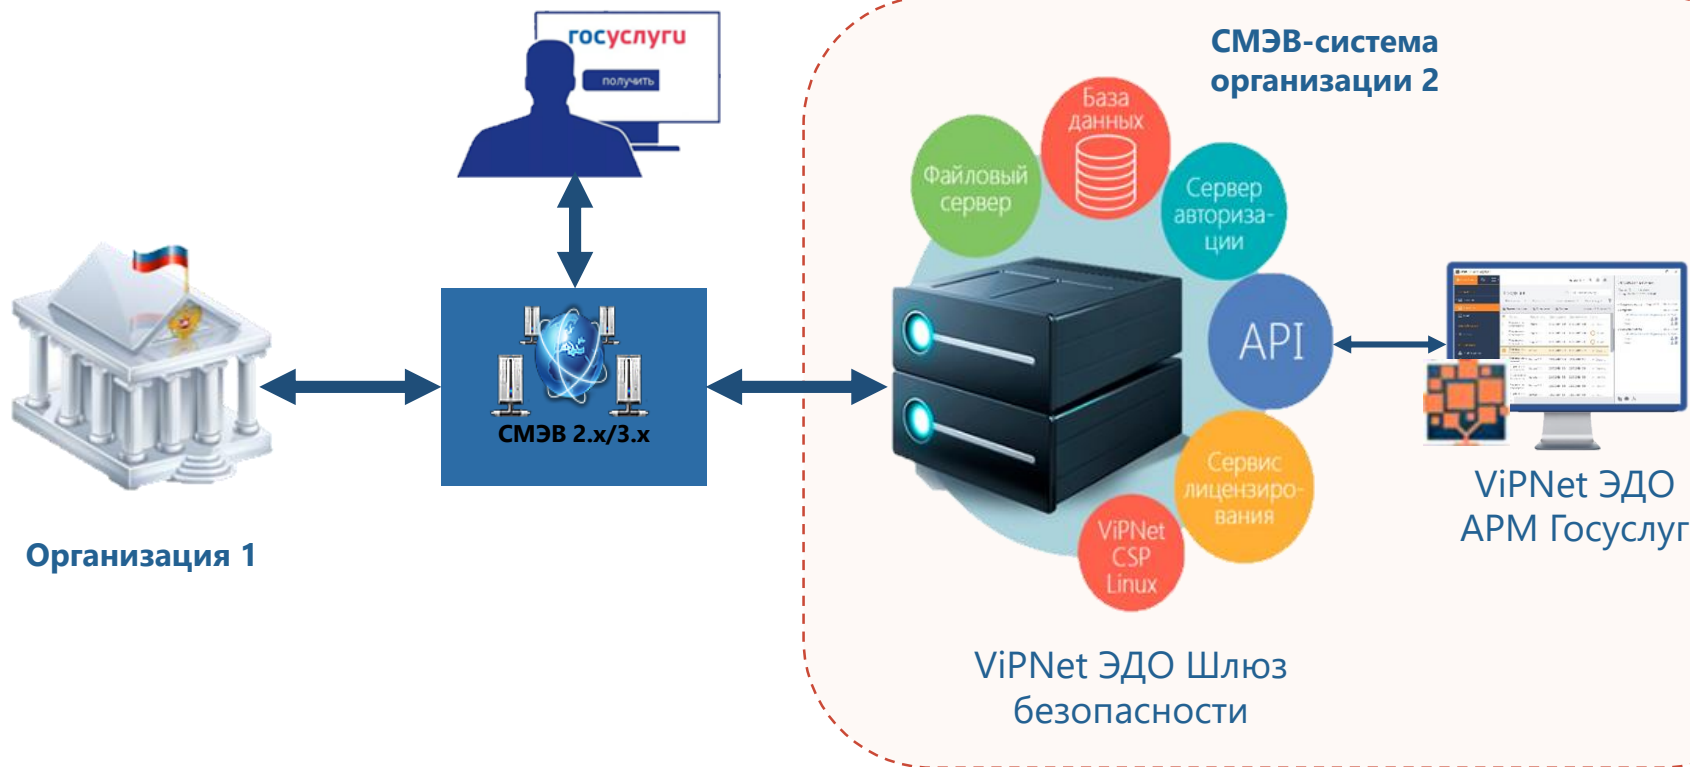 госуслуги
получить
СМЭВ-система
организации 2
База
данных
Файловый
сервер
Сервер
авториза-
ции
API
СМЭВ 2.x/3.x
Сервис
лицензиро-
вания
ViPNet
CSP
Linux
ViPNet ЭДО
АРМ Госуслуг
Организация 1
ViPNet ЭДО Шлюз
безопасности